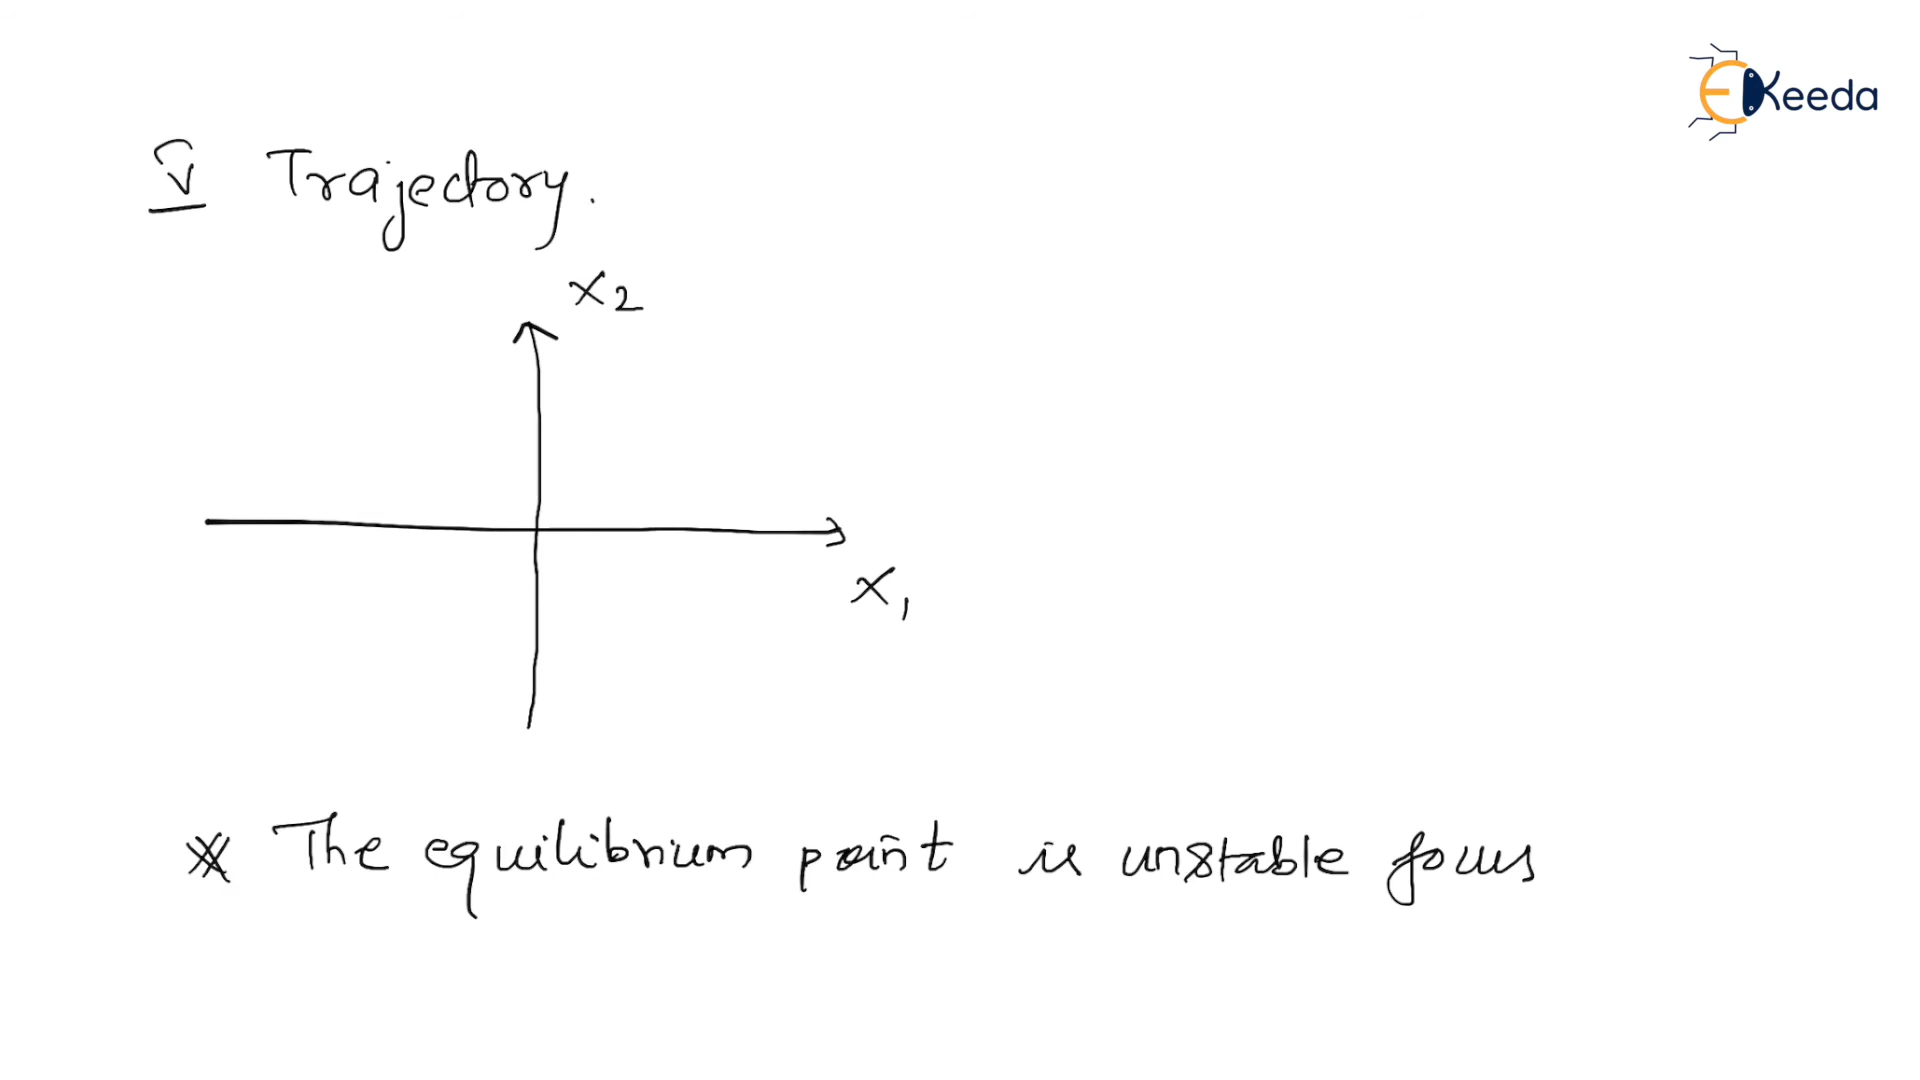 EKeeda
V Trajectory.
x2
x1
* The equilibrium point is unstable focus